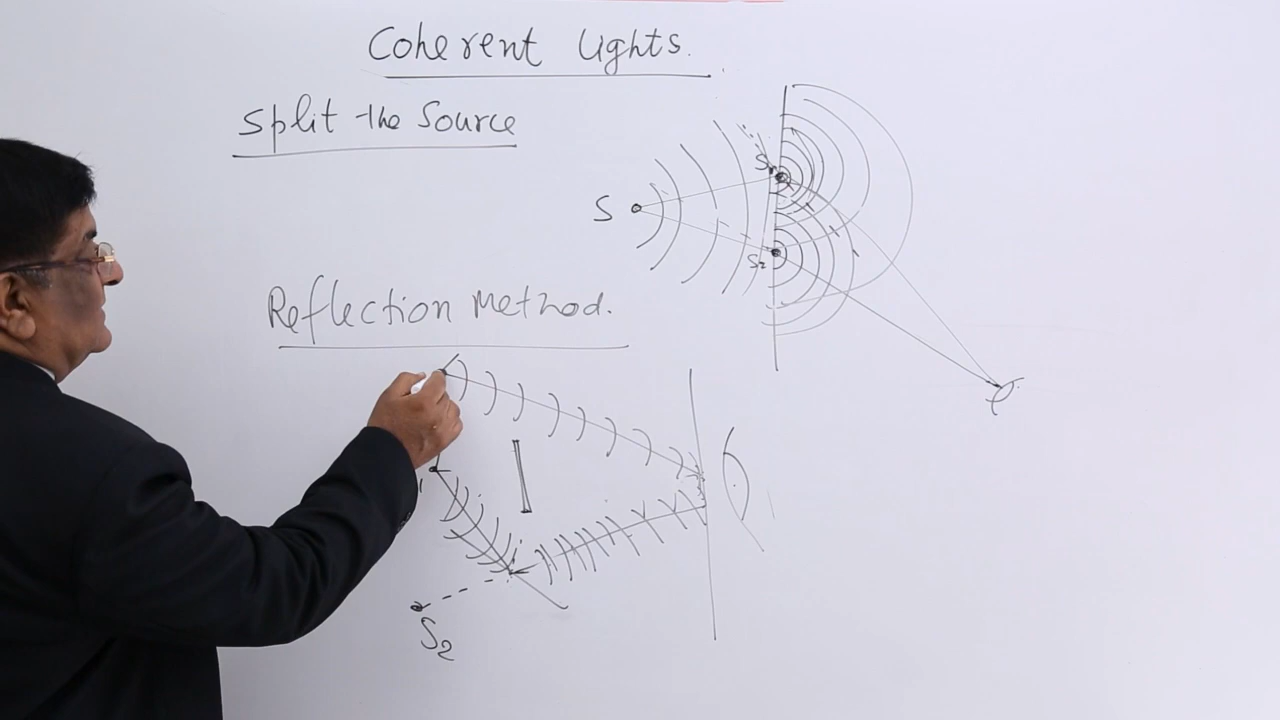 Coherent Lights.
Split the Source
S
S1
S2
Reflection Method.
S2